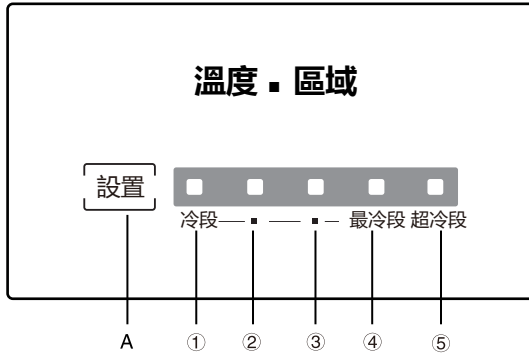 溫度 ▪ 區域
設置
冷段 ▪ ▪ 最冷段 超冷段
A ① ② ③ ④ ⑤